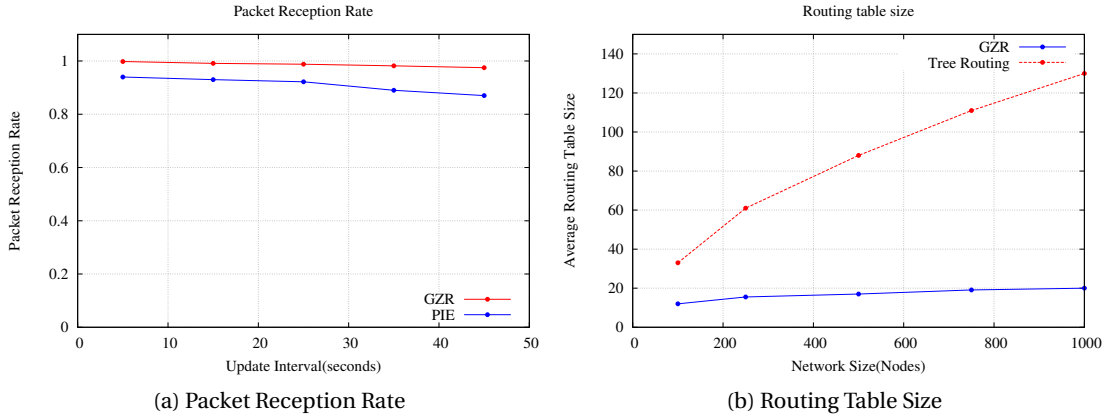 Packet Reception Rate
Packet Reception Rate
1
0.8
0.6
0.4
0.2
0
GZR
PIE
0 10 20 30 40 50
Update Interval(seconds)
(a) Packet Reception Rate
Routing table size
Average Routing Table Size
140
120
100
80
60
40
20
0
GZR
Tree Routing
0 200 400 600 800 1000
Network Size(Nodes)
(b) Routing Table Size